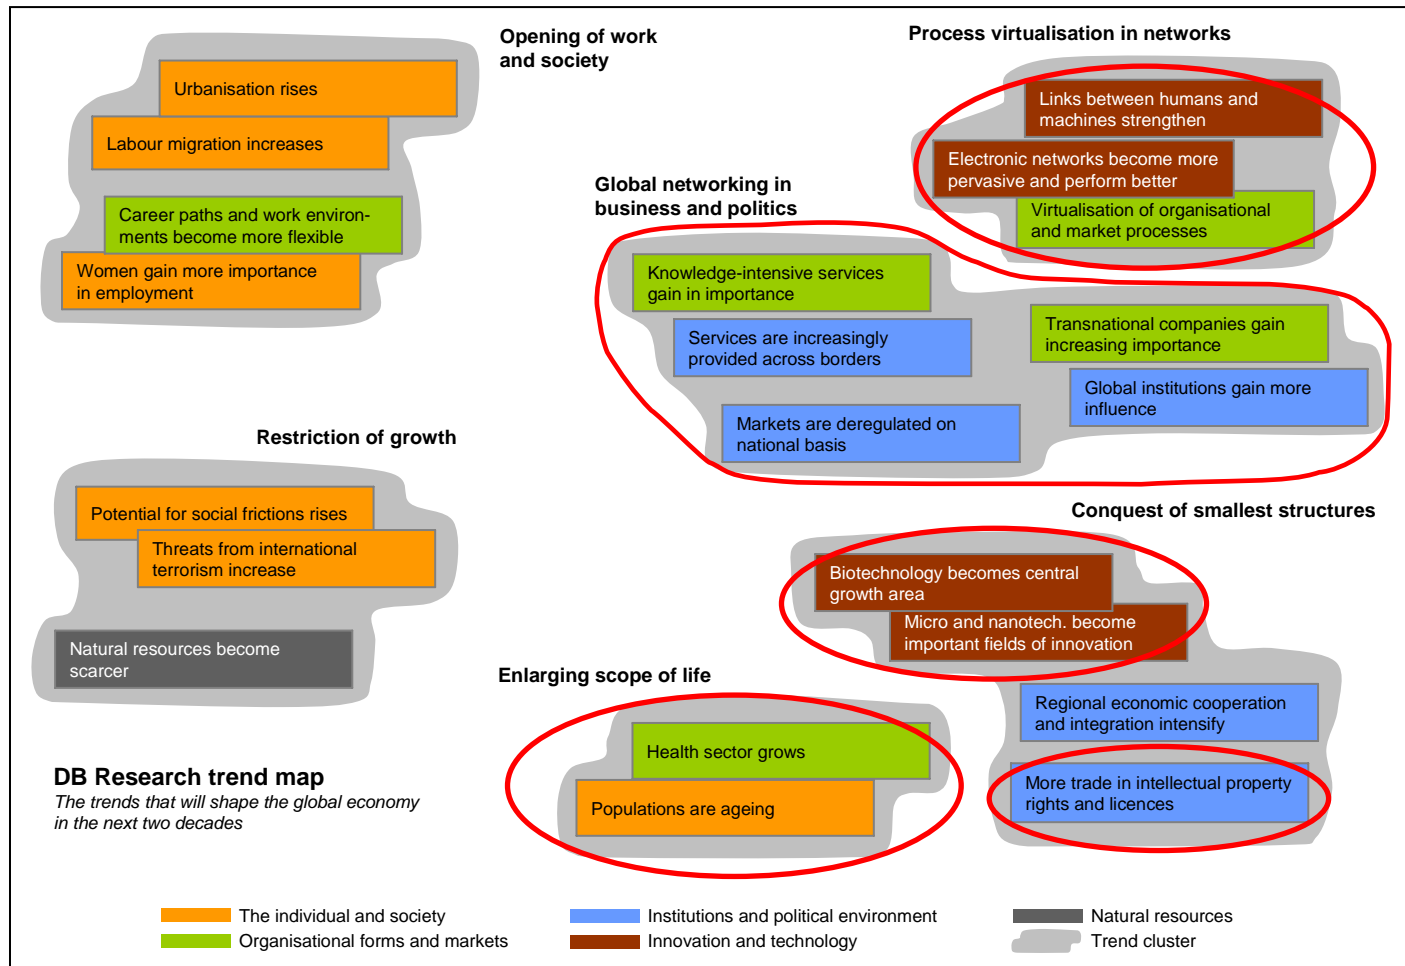 Opening of work
and society
Urbanisation rises
Labour migration increases
Career paths and work environ-
ments become more flexible
Women gain more importance
in employment
Process virtualisation in networks
Links between humans and
machines strengthen
Electronic networks become more
pervasive and perform better
Virtualisation of organisational
and market processes
Global networking in
business and politics
Knowledge-intensive services
gain in importance
Services are increasingly
provided across borders
Markets are deregulated on
national basis
Transnational companies gain
increasing importance
Global institutions gain more
influence
Restriction of growth
Potential for social frictions rises
Threats from international
terrorism increase
Natural resources become
scarcer
Conquest of smallest structures
Biotechnology becomes central
growth area
Micro and nanotech. become
important fields of innovation
Regional economic cooperation
and integration intensify
More trade in intellectual property
rights and licences
Enlarging scope of life
Health sector grows
Populations are ageing
DB Research trend map
The trends that will shape the global economy
in the next two decades
The individual and society
Organisational forms and markets
Institutions and political environment
Innovation and technology
Natural resources
Trend cluster